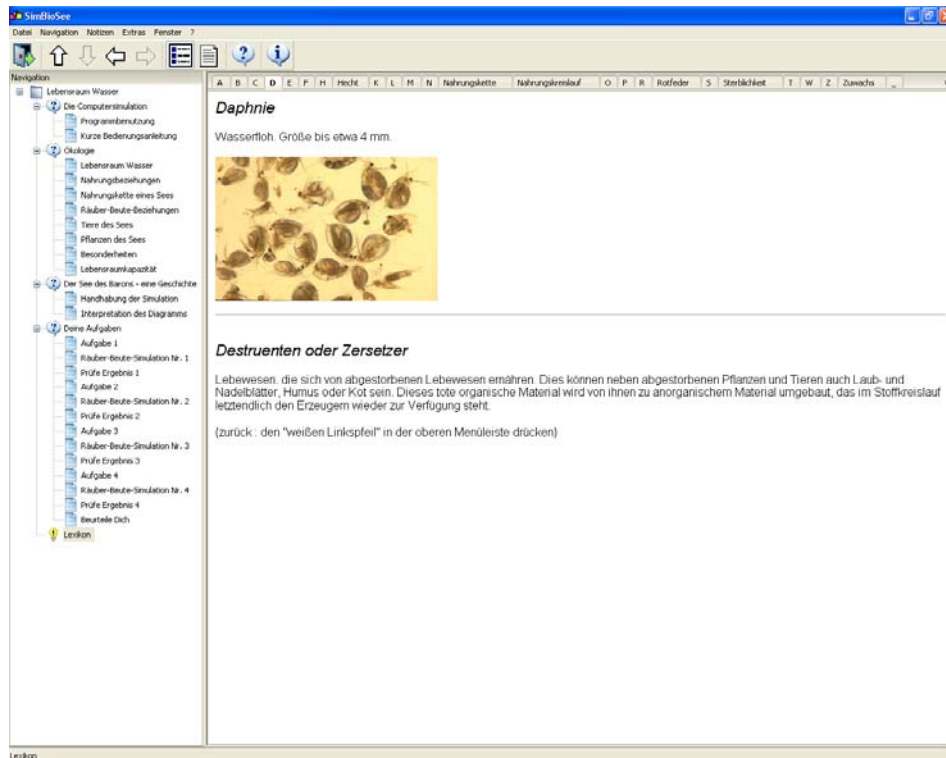 SimBioSee
Datei Navigation Notizen Extras Fenster ?
Navigation
Lebensraum Wasser
Die Computersimulation
Programmbenutzung
Kurze Bedienungsanleitung
Ökologie
Lebensraum Wasser
Nahrungsbeziehungen
Nahrungskette eines Sees
Räuber-Beute-Beziehungen
Tiere des Sees
Pflanzen des Sees
Besonderheiten
Lebensraumkapazität
Der See des Barons - eine Geschichte
Handhabung der Simulation
Interpretation des Diagramms
Deine Aufgaben
Aufgabe 1
Räuber-Beute-Simulation Nr. 1
Prüfe Ergebnis 1
Aufgabe 2
Räuber-Beute-Simulation Nr. 2
Prüfe Ergebnis 2
Aufgabe 3
Räuber-Beute-Simulation Nr. 3
Prüfe Ergebnis 3
Aufgabe 4
Räuber-Beute-Simulation Nr. 4
Prüfe Ergebnis 4
Beurteile Dich
Lexikon
A B C D E F H Hecht K L M N Nahrungskette Nahrungskreislauf O P R Rotfeder S Sterblichkeit T W Z Zuwachs _
Daphnie
Wasserfloh. Größe bis etwa 4 mm.
Destruenten oder Zersetzer
Lebewesen, die sich von abgestorbenen Lebewesen ernähren. Dies können neben abgestorbenen Pflanzen und Tieren auch Laub- und
Nadelblätter, Humus oder Kot sein. Dieses tote organische Material wird von ihnen zu anorganischem Material umgebaut, das im Stoffkreislauf
letztendlich den Erzeugern wieder zur Verfügung steht.
(zurück : den "weißen Linkspfeil" in der oberen Menüleiste drücken)
Lexikon